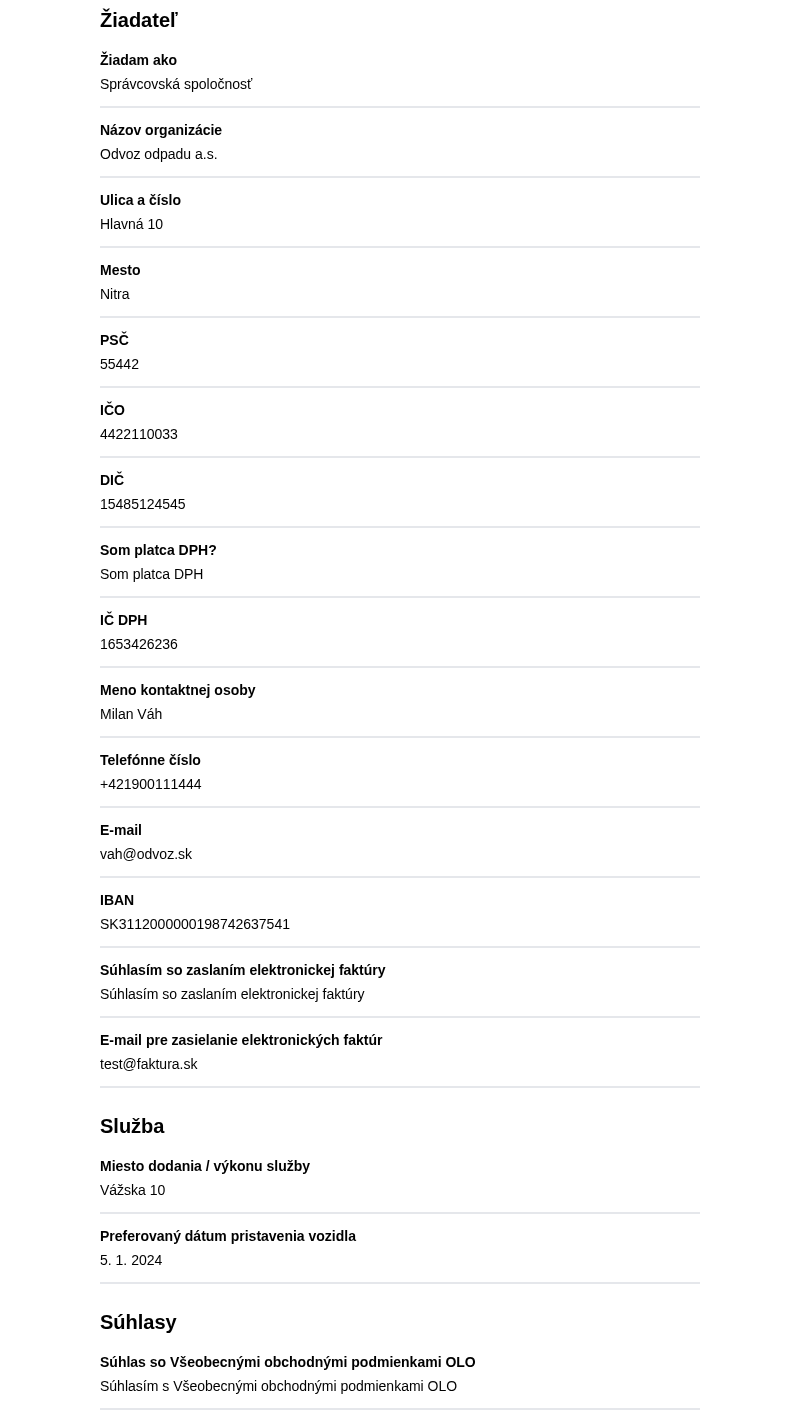 Žiadateľ
Žiadam ako
Správcovská spoločnosť
Názov organizácie
Odvoz odpadu a.s.
Ulica a číslo
Hlavná 10
Mesto
Nitra
PSČ
55442
IČO
4422110033
DIČ
15485124545
Som platca DPH?
Som platca DPH
IČ DPH
1653426236
Meno kontaktnej osoby
Milan Váh
Telefónne číslo
+421900111444
E-mail
vah@odvoz.sk
IBAN
SK3112000000198742637541
Súhlasím so zaslaním elektronickej faktúry
Súhlasím so zaslaním elektronickej faktúry
E-mail pre zasielanie elektronických faktúr
test@faktura.sk
Služba
Miesto dodania / výkonu služby
Vážska 10
Preferovaný dátum pristavenia vozidla
5. 1. 2024
Súhlasy
Súhlas so Všeobecnými obchodnými podmienkami OLO
Súhlasím s Všeobecnými obchodnými podmienkami OLO